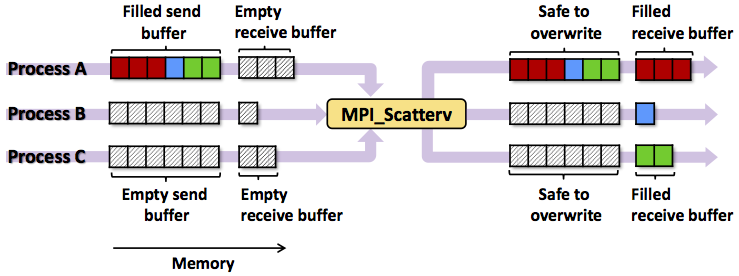 Filled send
buffer
Empty
receive buffer
Safe to
overwrite
Filled
receive buffer
Process A
Process B
MPI_Scatterv
Process C
Empty send
buffer
Empty
receive buffer
Safe to
overwrite
Filled
receive buffer
Memory